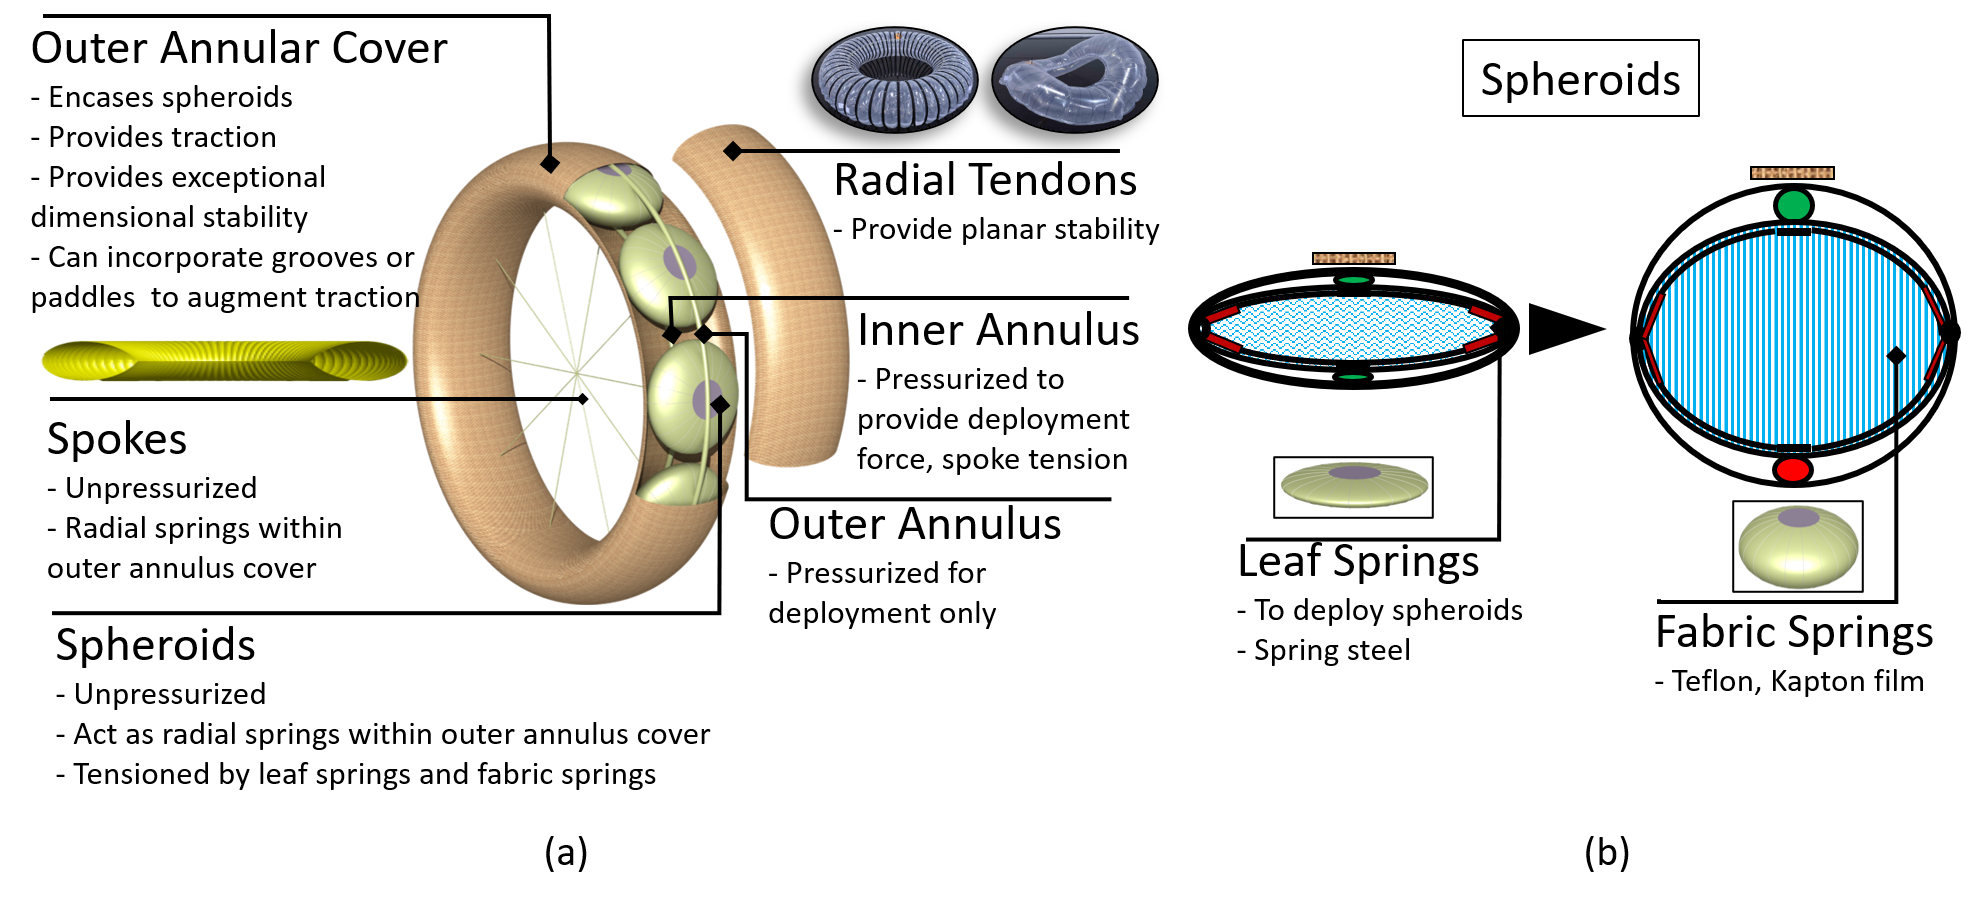 Outer Annular Cover
- Encases spheroids
- Provides traction
- Provides exceptional
dimensional stability
- Can incorporate grooves or
paddles  to augment traction
Spokes
- Unpressurized
- Radial springs within
outer annulus cover
Spheroids
- Unpressurized
- Act as radial springs within outer annulus cover
- Tensioned by leaf springs and fabric springs
Radial Tendons
- Provide planar stability
Inner Annulus
- Pressurized to
provide deployment
force, spoke tension
Outer Annulus
- Pressurized for
deployment only
(a)
Spheroids
Leaf Springs
- To deploy spheroids
- Spring steel
Fabric Springs
- Teflon, Kapton film
(b)